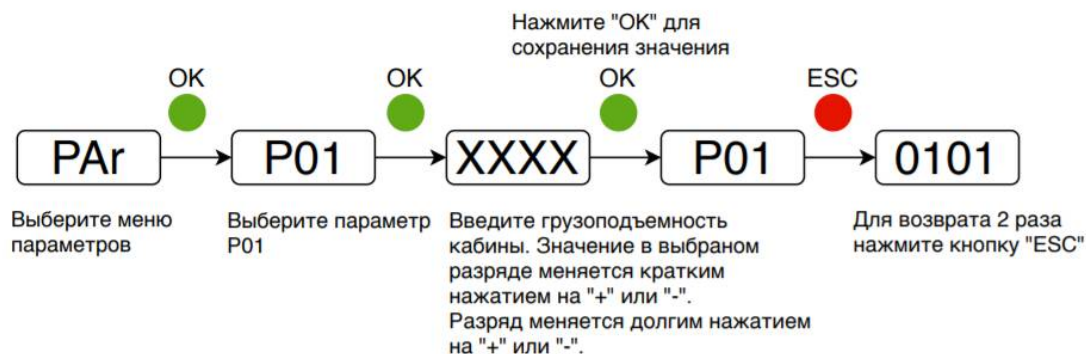 Нажмите "ОК" для
сохранения значения
OK
OK
OK
ESC
PAr
P01
XXXX
P01
0101
Выберите меню
параметров
Выберите параметр
P01
Введите грузоподъемность
кабины. Значение в выбраном
разряде меняется кратким
нажатием на "+" или "-".
Разряд меняется долгим нажатием
на "+" или "-".
Для возврата 2 раза
нажмите кнопку "ESC"